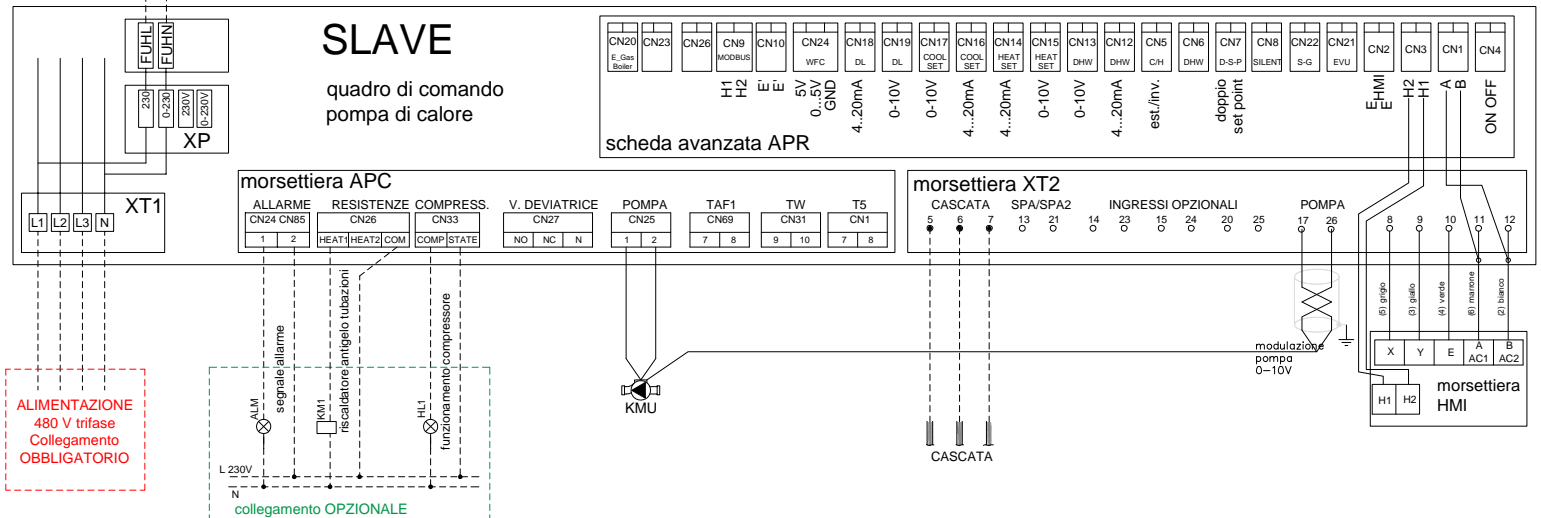 FUHL
FUHN
230
0-230
230V
0-230V
XP
L1 L2 L3 N
XT1
SLAVE
quadro di comando
pompa di calore
CN20 CN23 CN26 CN9 CN10 CN24 CN18 CN19 CN17 CN16 CN14 CN15 CN13 CN12 CN5 CN6 CN7 CN8 CN22 CN21 CN2 CN3 CN1 CN4
E_Gas Boiler
MODBUS
WFC
DL
DL
COOL SET
COOL SET
HEAT SET
HEAT SET
DHW
DHW
C/H
DHW
D-S-P
SILENT
S-G
EVU
H1
H2
E'
E'
5V
0...5V
GND
4...20mA
0-10V
0-10V
4...20mA
4...20mA
0-10V
0-10V
4...20mA
est./inv.
doppio
set point
E
HMI
E
H2
H1
A
B
ON OFF
scheda avanzata APR
morsettiera APC
ALLARME RESISTENZE COMPRESS. V. DEVIATRICE POMPA TAF1 TW T5
CN24 CN85 CN26 CN33 CN27 CN25 CN69 CN31 CN1
1 2 HEAT1 HEAT2 COM COMP STATE NO NC N 1 2 7 8 9 10 7 8
morsettiera XT2
CASCATA SPA/SPA2 INGRESSI OPZIONALI POMPA
5 6 7 13 21 14 23 15 24 20 25 17 26 8 9 10 11 12
ALIMENTAZIONE
480 V trifase
Collegamento
OBBLIGATORIO
ALM
segnale allarme
KM1
riscaldatore antigelo tubazioni
HL1
funzionamento compressore
L 230V
N
collegamento OPZIONALE
KMU
CASCATA
modulazione
pompa
0-10V
(5) grigio
(3) giallo
(4) verde
(6) marrone
(2) bianco
X Y E A B
AC1 AC2
H1 H2
morsettiera
HMI